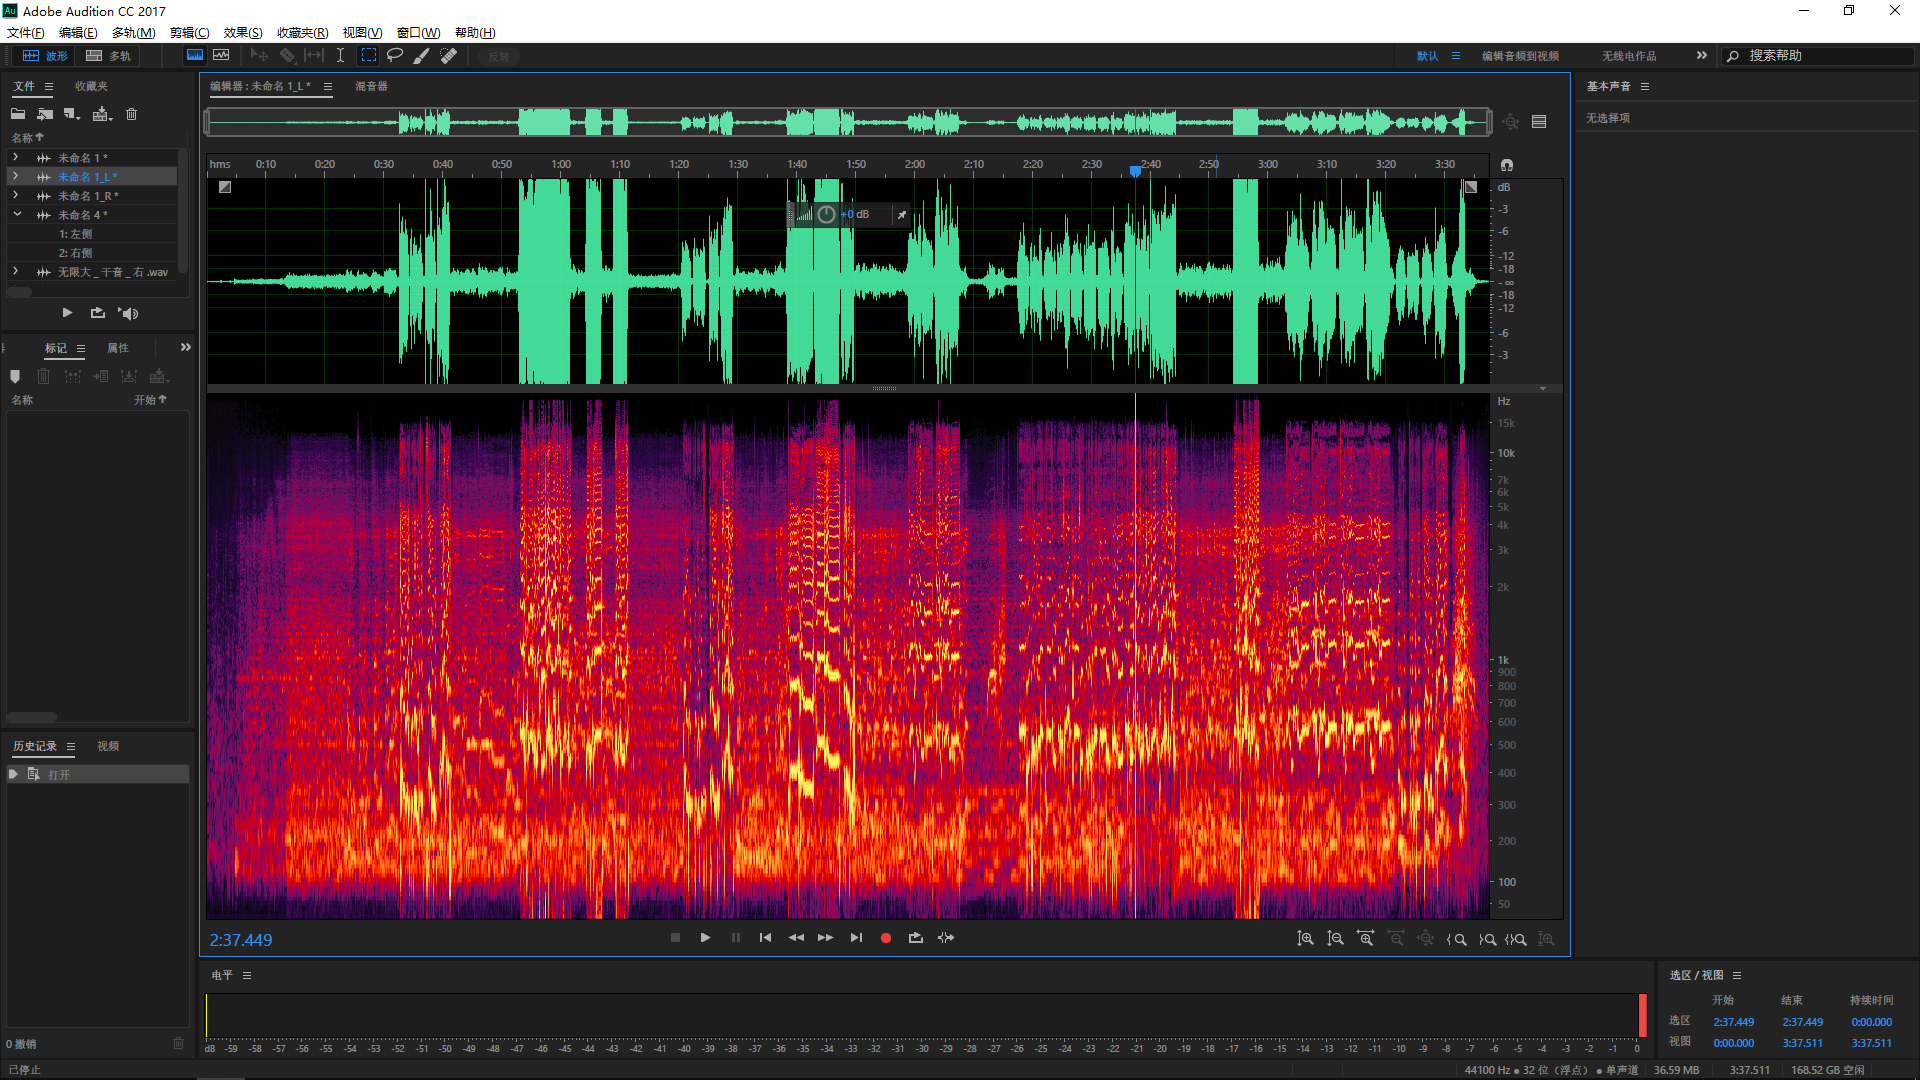 Adobe Audition CC 2017
文件(F) 编辑(E) 多轨(M) 剪辑(C) 效果(S) 收藏夹(R) 视图(V) 窗口(W) 帮助(H)
波形 多轨 反转 默认 编辑音频到视频 无线电作品 搜索帮助
文件 收藏夹
编辑器 : 未命名 1_L * 混音器
基本声音
无选择项
名称
未命名 1 *
未命名 1_L *
未命名 1_R *
未命名 4 *
1: 左侧
2: 右侧
无限大 _ 干音 _ 右 .wav
hms 0:10 0:20 0:30 0:40 0:50 1:00 1:10 1:20 1:30 1:40 1:50 2:00 2:10 2:20 2:30 2:40 2:50 3:00 3:10 3:20 3:30
+0 dB
dB
-3
-6
-12
-18
- ∞
-18
-12
-6
-3
标记 属性
名称 开始
Hz
15k
10k
7k
6k
5k
4k
3k
2k
1k
900
800
700
600
500
400
300
200
100
50
历史记录 视频
打开
0 撤销
2:37.449
电平
dB -59 -58 -57 -56 -55 -54 -53 -52 -51 -50 -49 -48 -47 -46 -45 -44 -43 -42 -41 -40 -39 -38 -37 -36 -35 -34 -33 -32 -31 -30 -29 -28 -27 -26 -25 -24 -23 -22 -21 -20 -19 -18 -17 -16 -15 -14 -13 -12 -11 -10 -9 -8 -7 -6 -5 -4 -3 -2 -1 0
选区 / 视图
开始 结束 持续时间
选区 2:37.449 2:37.449 0:00.000
视图 0:00.000 3:37.511 3:37.511
已停止
44100 Hz ● 32 位（浮点） ● 单声道 36.59 MB 3:37.511 168.52 GB 空闲